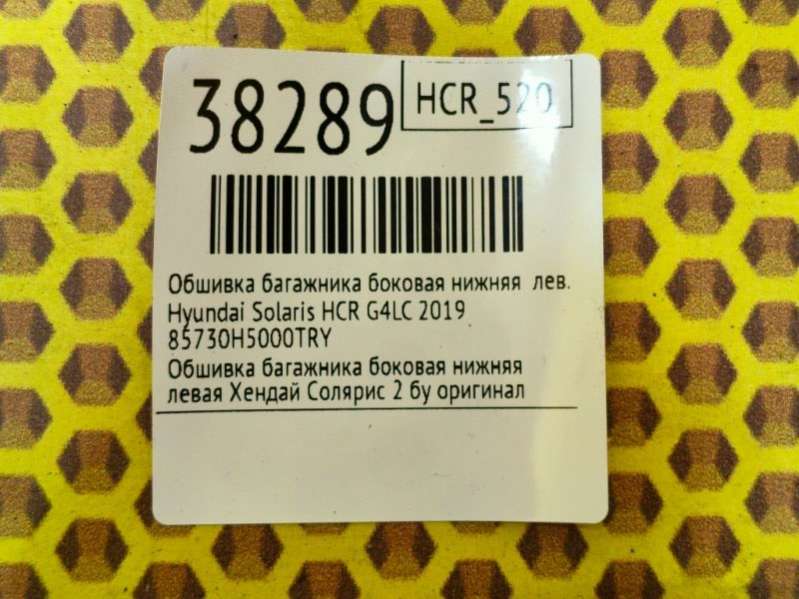 38289
HCR_520
Обшивка багажника боковая нижняя лев.
Hyundai Solaris HCR G4LC 2019
85730H5000TRY
Обшивка багажника боковая нижняя
левая Хендай Солярис 2 бу оригинал